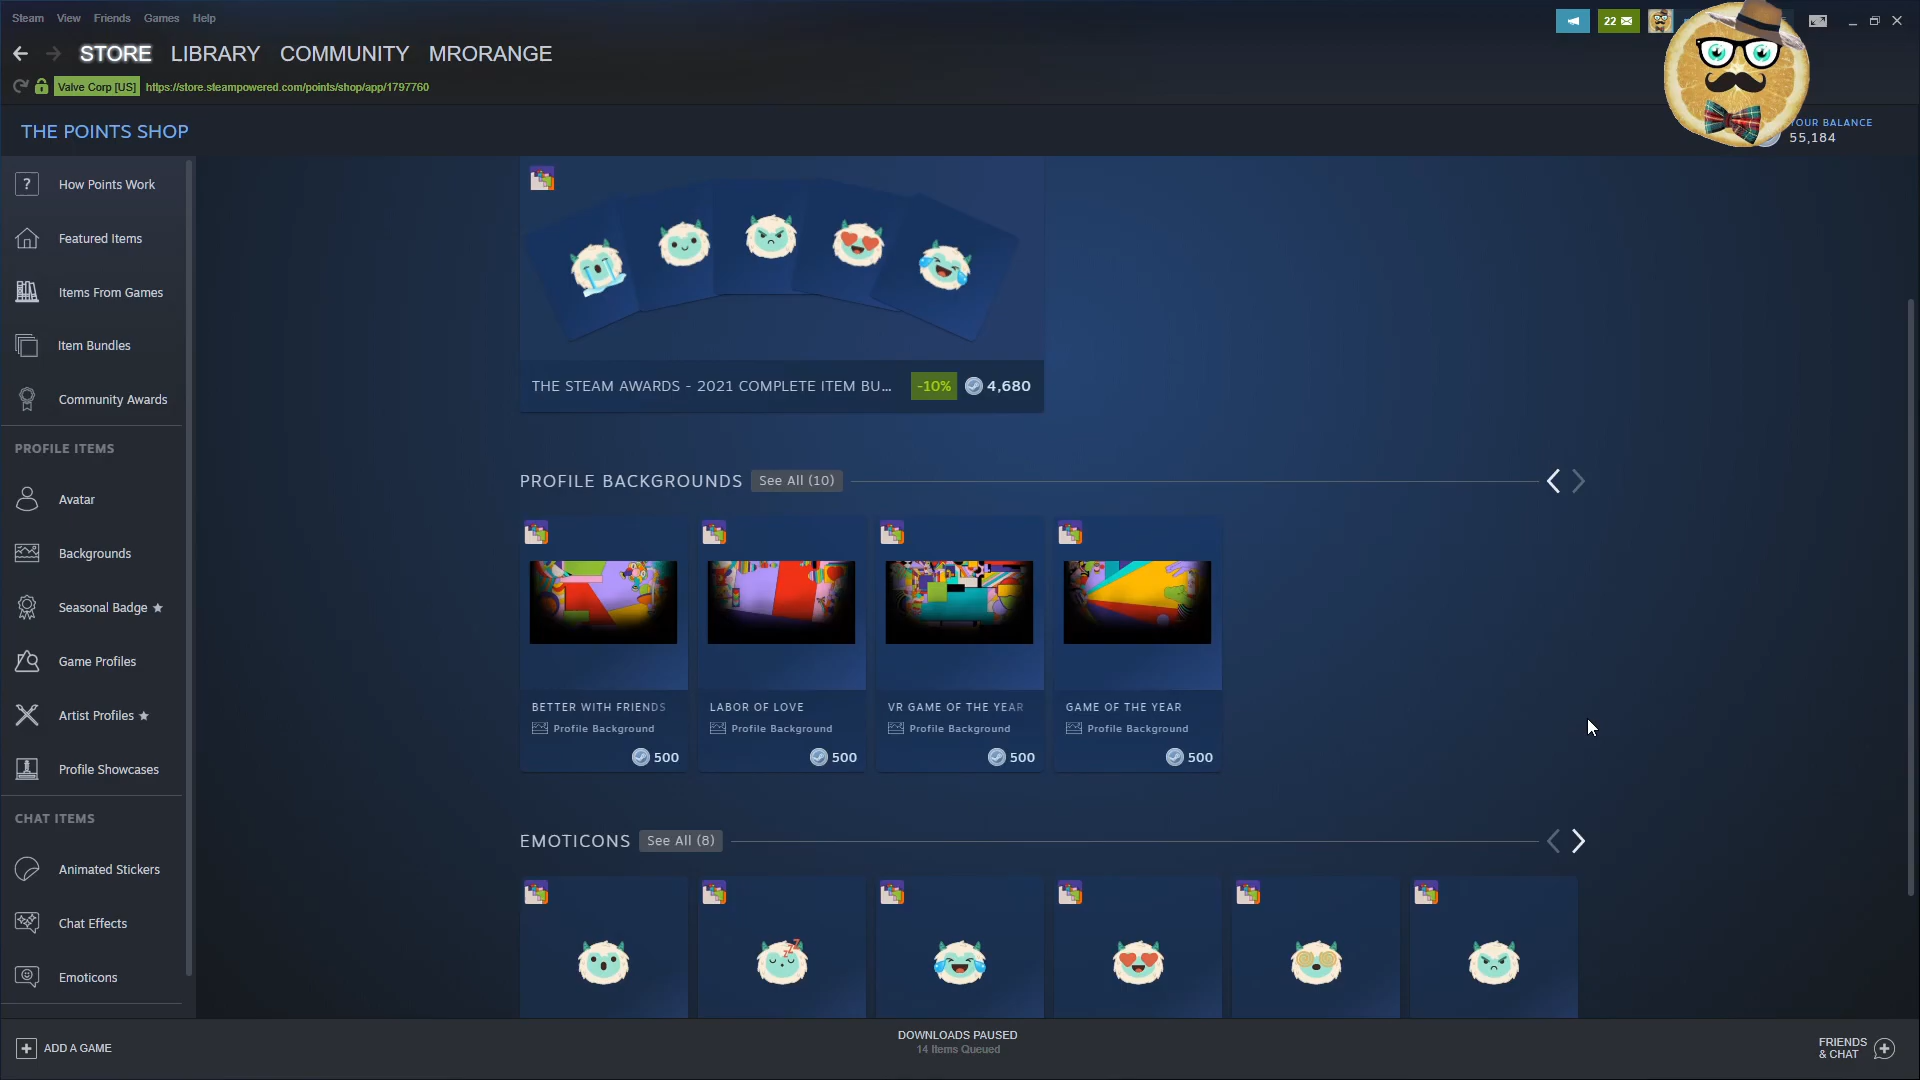 Steam View Friends Games Help
22
STORE LIBRARY COMMUNITY MRORANGE
Valve Corp [US] https://store.steampowered.com/points/shop/app/1797760
THE POINTS SHOP
YOUR BALANCE
55,184
? How Points Work
Featured Items
Items From Games
Item Bundles
Community Awards
PROFILE ITEMS
Avatar
Backgrounds
Seasonal Badge ★
Game Profiles
Artist Profiles ★
Profile Showcases
CHAT ITEMS
Animated Stickers
Chat Effects
Emoticons
THE STEAM AWARDS - 2021 COMPLETE ITEM BU... -10% 4,680
PROFILE BACKGROUNDS See All (10)
BETTER WITH FRIENDS
Profile Background
500
LABOR OF LOVE
Profile Background
500
VR GAME OF THE YEAR
Profile Background
500
GAME OF THE YEAR
Profile Background
500
EMOTICONS See All (8)
ADD A GAME
DOWNLOADS PAUSED
14 Items Queued
FRIENDS
& CHAT